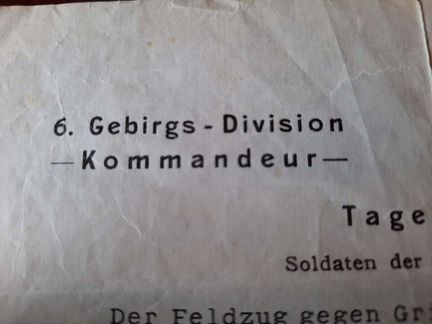 6. Gebirgs-Division
—Kommandeur—
Tage
Soldaten der
Der Feldzug gegen Gri